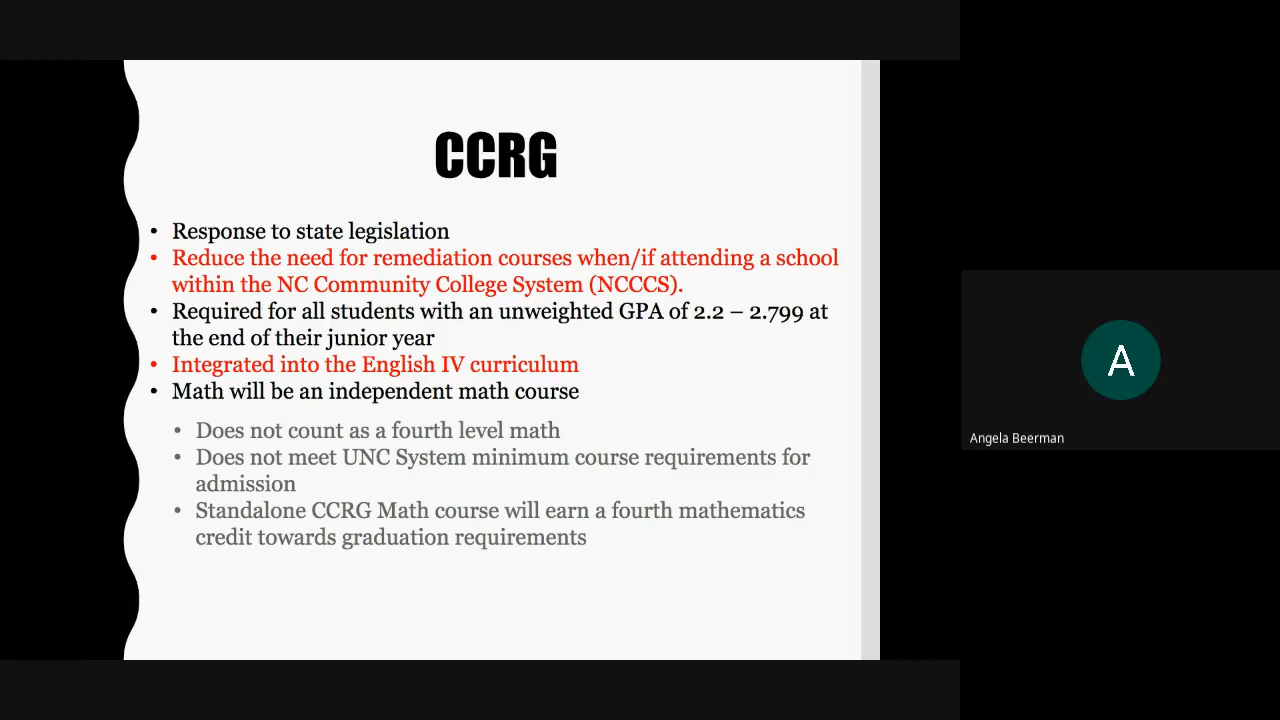 CCRG
• Response to state legislation
• Reduce the need for remediation courses when/if attending a school
within the NC Community College System (NCCCS).
• Required for all students with an unweighted GPA of 2.2 – 2.799 at
the end of their junior year
• Integrated into the English IV curriculum
• Math will be an independent math course
• Does not count as a fourth level math
• Does not meet UNC System minimum course requirements for
admission
• Standalone CCRG Math course will earn a fourth mathematics
credit towards graduation requirements
A
Angela Beerman